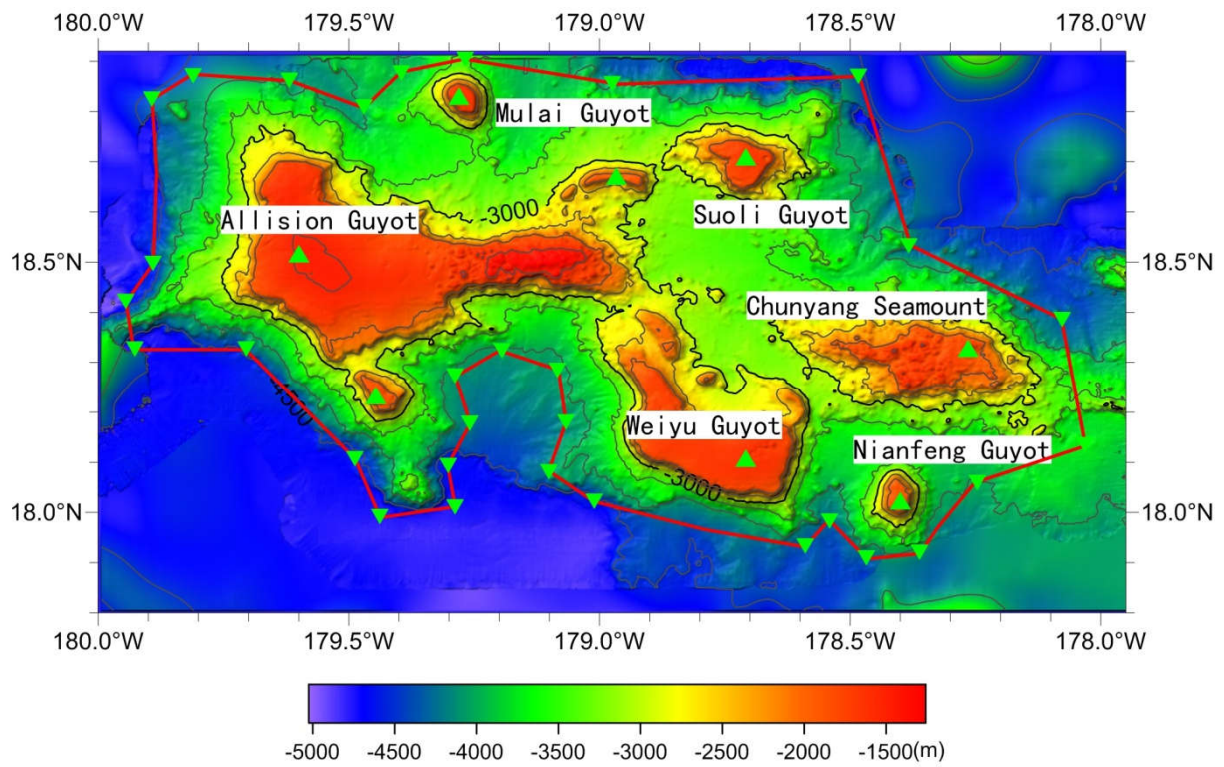 180.0°W 179.5°W 179.0°W 178.5°W 178.0°W
Mulai Guyot
Allision Guyot
-3000
Suoli Guyot
18.5°N 18.5°N
Chunyang Seamount
-4500
Weiyu Guyot
Nianfeng Guyot
-3000
18.0°N 18.0°N
180.0°W 179.5°W 179.0°W 178.5°W 178.0°W
-5000 -4500 -4000 -3500 -3000 -2500 -2000 -1500(m)